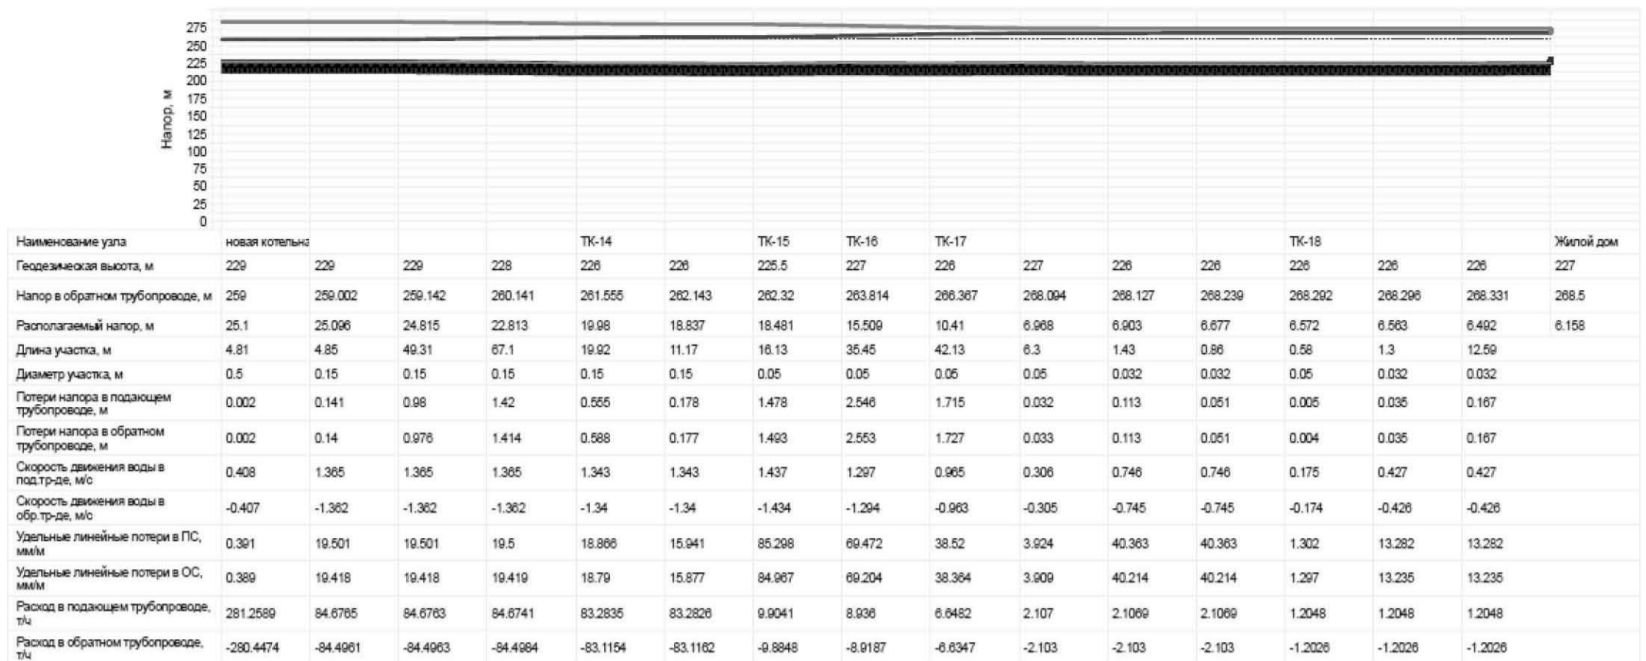 275
250
225
200
175
150
125
100
75
50
25
0
Напор, м
Наименование узла новая котельна ТК-14 ТК-15 ТК-16 ТК-17 ТК-18 Жилой дом
Геодезическая высота, м 229 229 229 228 226 226 225.5 227 226 227 226 226 226 226 226 227
Напор в обратном трубопроводе, м 259 259.002 259.142 260.141 261.555 262.143 262.32 263.814 266.367 268.094 268.127 268.239 268.292 268.296 268.331 268.5
Располагаемый напор, м 25.1 25.096 24.815 22.813 19.98 18.837 18.481 15.509 10.41 6.968 6.903 6.677 6.572 6.563 6.492 6.158
Длина участка, м 4.81 4.85 49.31 67.1 19.92 11.17 16.13 35.45 42.13 6.3 1.43 0.86 0.58 1.3 12.59
Диаметр участка, м 0.5 0.15 0.15 0.15 0.15 0.15 0.05 0.05 0.05 0.05 0.032 0.032 0.05 0.032 0.032
Потери напора в подающем
трубопроводе, м 0.002 0.141 0.98 1.42 0.555 0.178 1.478 2.546 1.715 0.032 0.113 0.051 0.005 0.035 0.167
Потери напора в обратном
трубопроводе, м 0.002 0.14 0.976 1.414 0.588 0.177 1.493 2.553 1.727 0.033 0.113 0.051 0.004 0.035 0.167
Скорость движения воды в
под.тр-де, м/с 0.408 1.365 1.365 1.365 1.343 1.343 1.437 1.297 0.965 0.306 0.746 0.746 0.175 0.427 0.427
Скорость движения воды в
обр.тр-де, м/с -0.407 -1.362 -1.362 -1.362 -1.34 -1.34 -1.434 -1.294 -0.963 -0.305 -0.745 -0.745 -0.174 -0.426 -0.426
Удельные линейные потери в ПС,
мм/м 0.391 19.501 19.501 19.5 18.866 15.941 85.298 69.472 38.52 3.924 40.363 40.363 1.302 13.282 13.282
Удельные линейные потери в ОС,
мм/м 0.389 19.418 19.418 19.419 18.79 15.877 84.967 69.204 38.364 3.909 40.214 40.214 1.297 13.235 13.235
Расход в подающем трубопроводе,
т/ч 281.2589 84.6765 84.6763 84.6741 83.2835 83.2826 9.9041 8.936 6.6482 2.107 2.1069 2.1069 1.2048 1.2048 1.2048
Расход в обратном трубопроводе,
т/ч -280.4474 -84.4961 -84.4963 -84.4984 -83.1154 -83.1162 -9.8848 -8.9187 -6.6347 -2.103 -2.103 -2.103 -1.2026 -1.2026 -1.2026